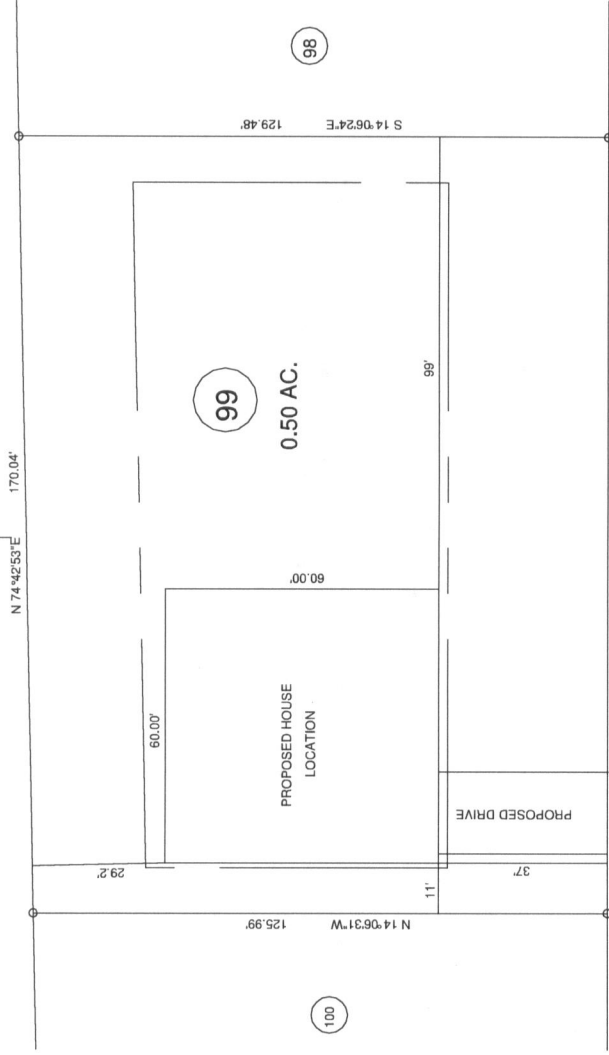 98
N 74°42'53"E 170.04'
S 14°06'24"E 129.48'
99
0.50 AC.
99'
60.00'
60.00'
PROPOSED HOUSE
LOCATION
29.2'
PROPOSED DRIVE
37'
11'
N 14°06'31"W 125.99'
100